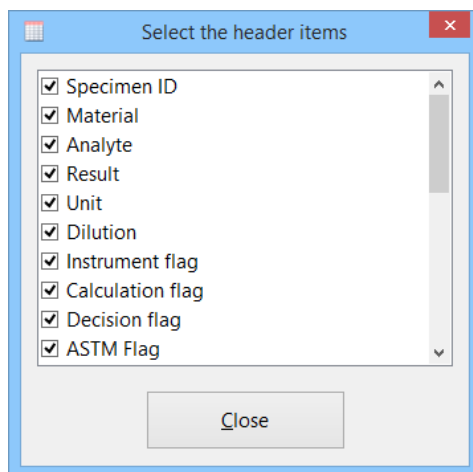 Select the header items
Specimen ID
Material
Analyte
Result
Unit
Dilution
Instrument flag
Calculation flag
Decision flag
ASTM Flag
Close